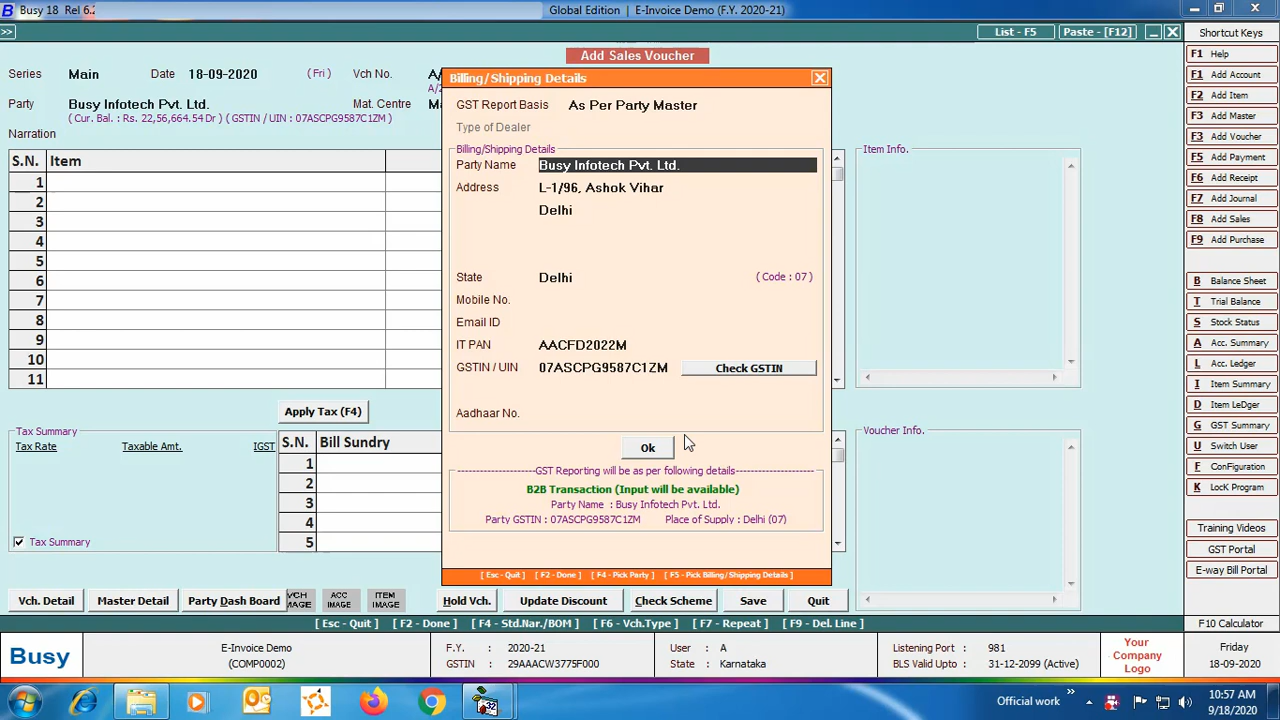 Busy 18 Rel 6.2
Global Edition | E-Invoice Demo (F.Y. 2020-21)
>>
List - F5
Paste - [F12]
Shortcut Keys
Add Sales Voucher
Series Main Date 18-09-2020 (Fri) Vch No.
Party Busy Infotech Pvt. Ltd. Mat. Centre
( Cur. Bal : Rs. 22,56,664.54 Dr ) ( GSTIN / UIN : 07ASCPG9587C1ZM )
Narration
S.N. Item
1
2
3
4
5
6
7
8
9
10
11
Billing/Shipping Details
GST Report Basis As Per Party Master
Type of Dealer
Billing/Shipping Details
Party Name Busy Infotech Pvt. Ltd.
Address L-1/96, Ashok Vihar
Delhi
State Delhi ( Code : 07 )
Mobile No.
Email ID
IT PAN AACFD2022M
GSTIN / UIN 07ASCPG9587C1ZM Check GSTIN
Aadhaar No.
Ok
GST Reporting will be as per following details
B2B Transaction (Input will be available)
Party Name : Busy Infotech Pvt. Ltd.
Party GSTIN : 07ASCPG9587C1ZM Place of Supply : Delhi (07)
[ Esc - Quit ] [ F2 - Done ] [ F4 - Pick Party ] [ F5 - Pick Billing/Shipping Details ]
Item Info.
Voucher Info.
Apply Tax (F4)
Tax Summary
Tax Rate Taxable Amt. IGST
S.N. Bill Sundry
1
2
3
4
5
Tax Summary
Vch. Detail Master Detail Party Dash Board VCH IMAGE ACC IMAGE ITEM IMAGE Hold Vch. Update Discount Check Scheme Save Quit
[ Esc - Quit ] [ F2 - Done ] [ F4 - Std.Nar./BOM ] [ F6 - Vch.Type ] [ F7 - Repeat ] [ F9 - Del. Line ]
F1 Help
F1 Add Account
F2 Add Item
F3 Add Master
F3 Add Voucher
F5 Add Payment
F6 Add Receipt
F7 Add Journal
F8 Add Sales
F9 Add Purchase
B Balance Sheet
T Trial Balance
S Stock Status
A Acc. Summary
L Acc. Ledger
I Item Summary
D Item LeDger
G GST Summary
U Switch User
F ConFiguration
K LocK Program
Training Videos
GST Portal
E-way Bill Portal
F10 Calculator
Busy
E-Invoice Demo
(COMP0002)
F.Y. : 2020-21
GSTIN : 29AAACW3775F000
User : A
State : Karnataka
Listening Port : 981
BLS Valid Upto : 31-12-2099 (Active)
Your
Company
Logo
Friday
18-09-2020
Official work
10:57 AM
9/18/2020